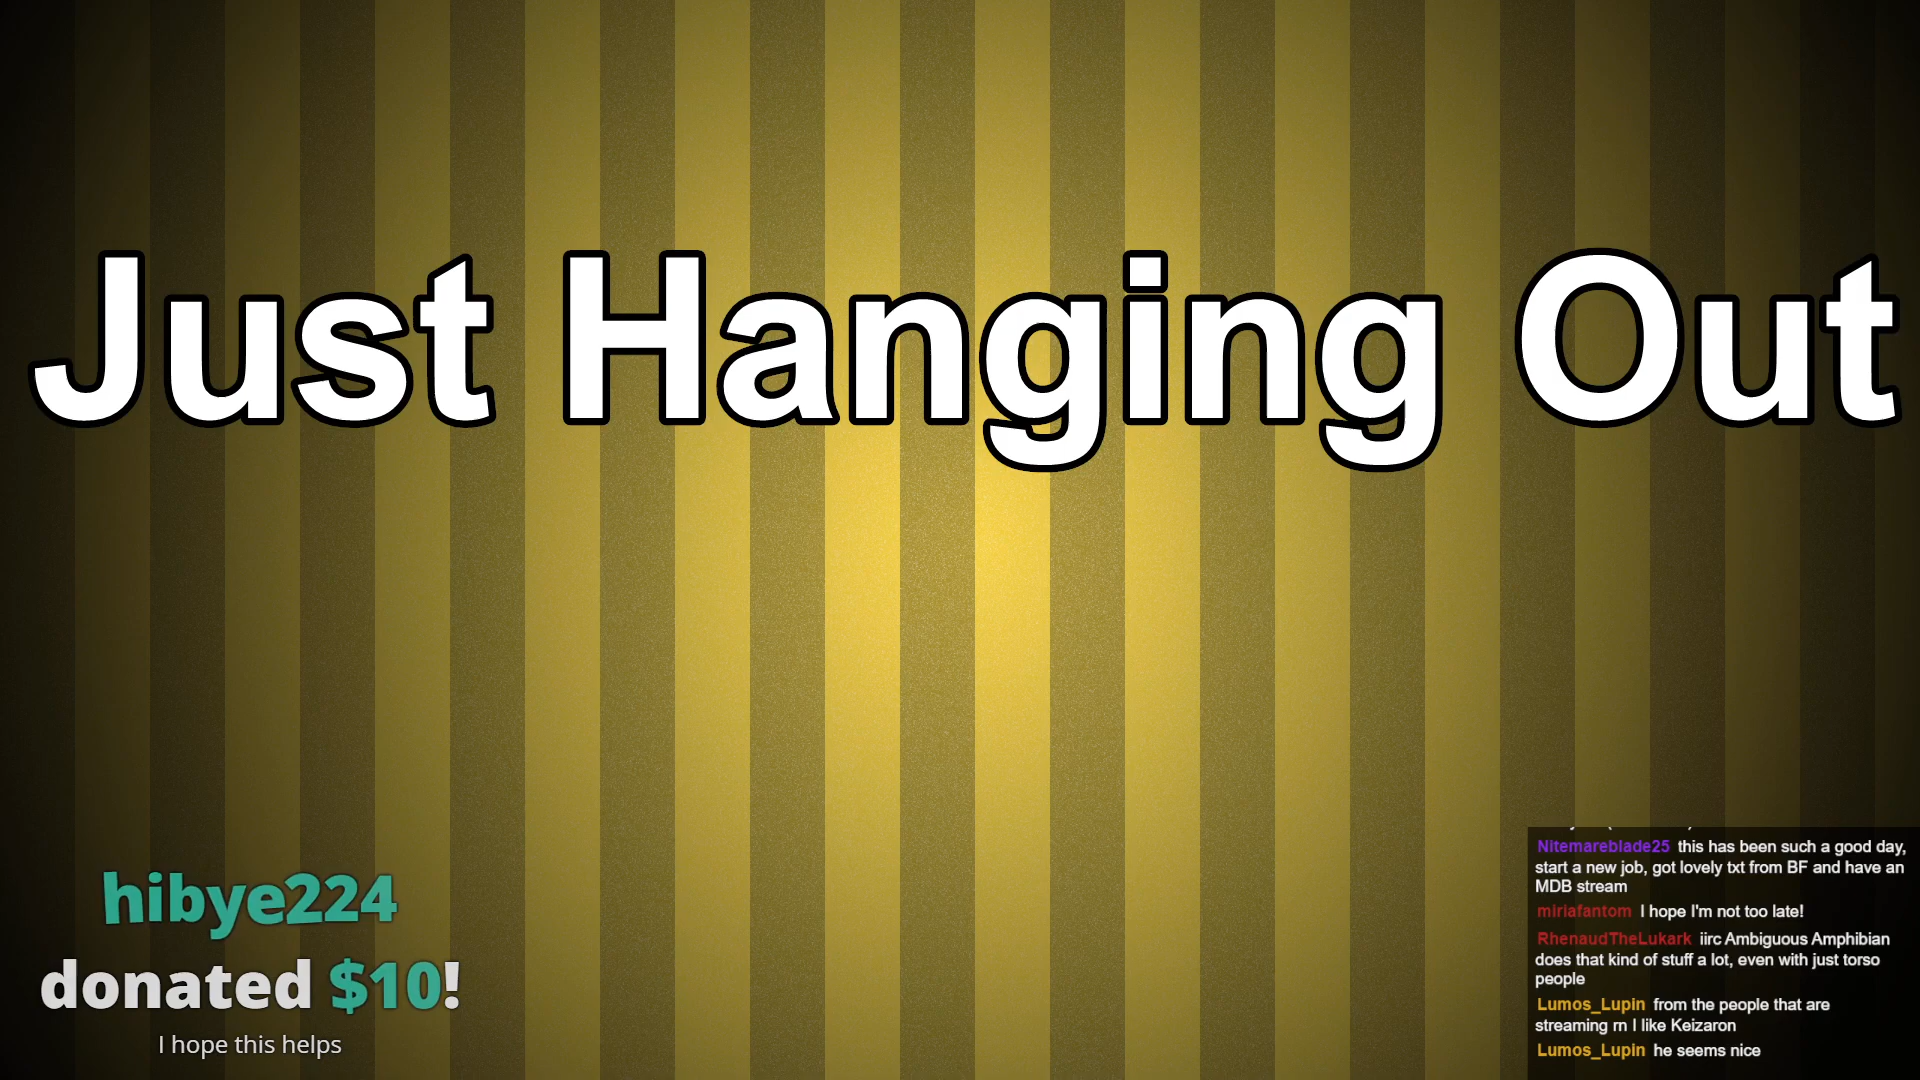 Just Hanging Out
hibye224
donated $10!
I hope this helps
Nitemareblade25 this has been such a good day,
start a new job, got lovely txt from BF and have an
MDB stream
miriafantom I hope I'm not too late!
RhenaudTheLukark iirc Ambiguous Amphibian
does that kind of stuff a lot, even with just torso
people
Lumos_Lupin from the people that are
streaming rn I like Keizaron
Lumos_Lupin he seems nice